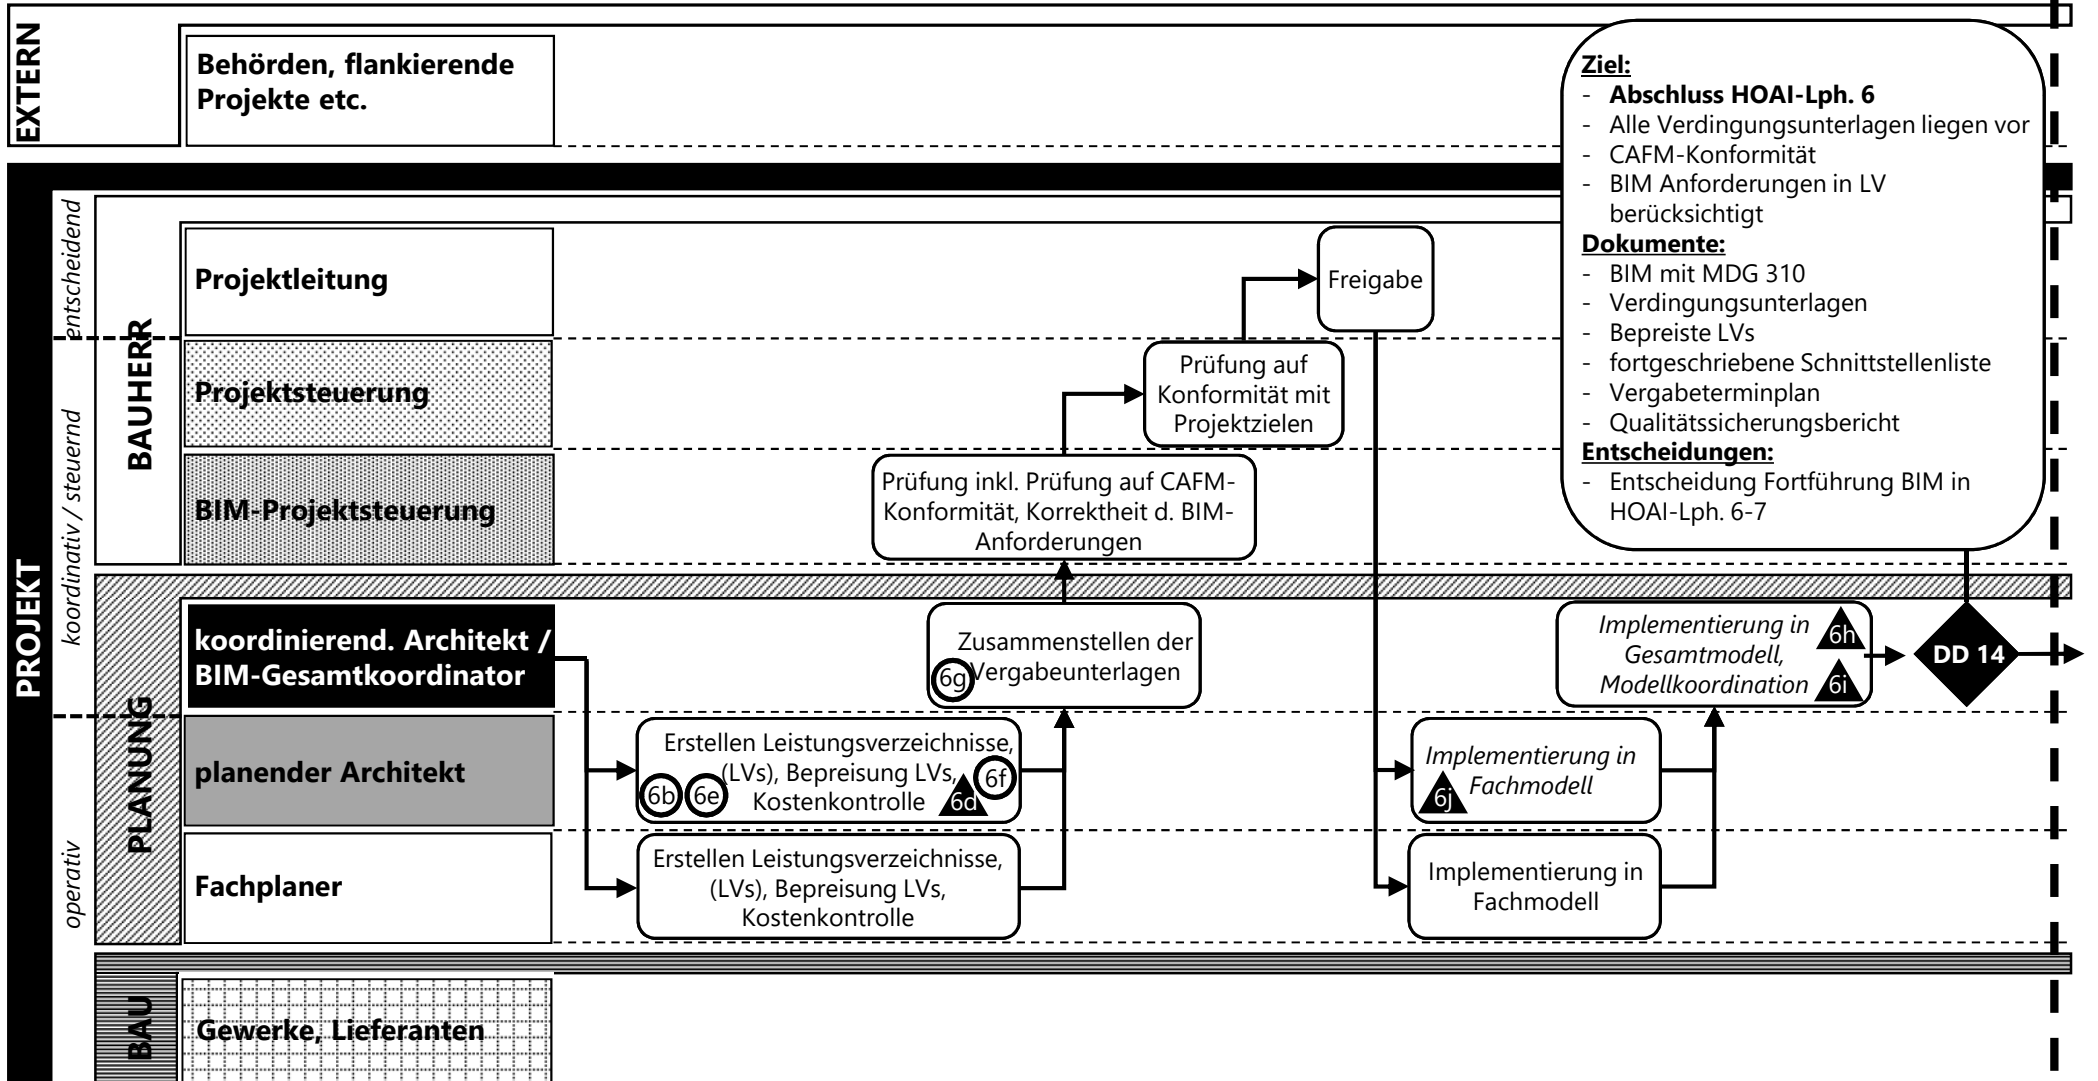 EXTERN
Behörden, flankierende
Projekte etc.
PROJEKT
entscheidend
koordinativ / steuernd
operativ
BAUHERR
Projektleitung
Projektsteuerung
BIM-Projektsteuerung
PLANUNG
koordinierend. Architekt /
BIM-Gesamtkoordinator
planender Architekt
Fachplaner
BAU
Gewerke, Lieferanten
Erstellen Leistungsverzeichnisse,
(LVs), Bepreisung LVs,
Kostenkontrolle
6b
6e
6d
6f
Erstellen Leistungsverzeichnisse,
(LVs), Bepreisung LVs,
Kostenkontrolle
Zusammenstellen der
Vergabeunterlagen
6g
Prüfung inkl. Prüfung auf CAFM-
Konformität, Korrektheit d. BIM-
Anforderungen
Prüfung auf
Konformität mit
Projektzielen
Freigabe
Implementierung in
Fachmodell
6j
Implementierung in
Fachmodell
Implementierung in
Gesamtmodell,
Modellkoordination
6h
6i
DD 14
Ziel:
- Abschluss HOAI-Lph. 6
- Alle Verdingungsunterlagen liegen vor
- CAFM-Konformität
- BIM Anforderungen in LV
berücksichtigt
Dokumente:
- BIM mit MDG 310
- Verdingungsunterlagen
- Bepreiste LVs
- fortgeschriebene Schnittstellenliste
- Vergabeterminplan
- Qualitätssicherungsbericht
Entscheidungen:
- Entscheidung Fortführung BIM in
HOAI-Lph. 6-7